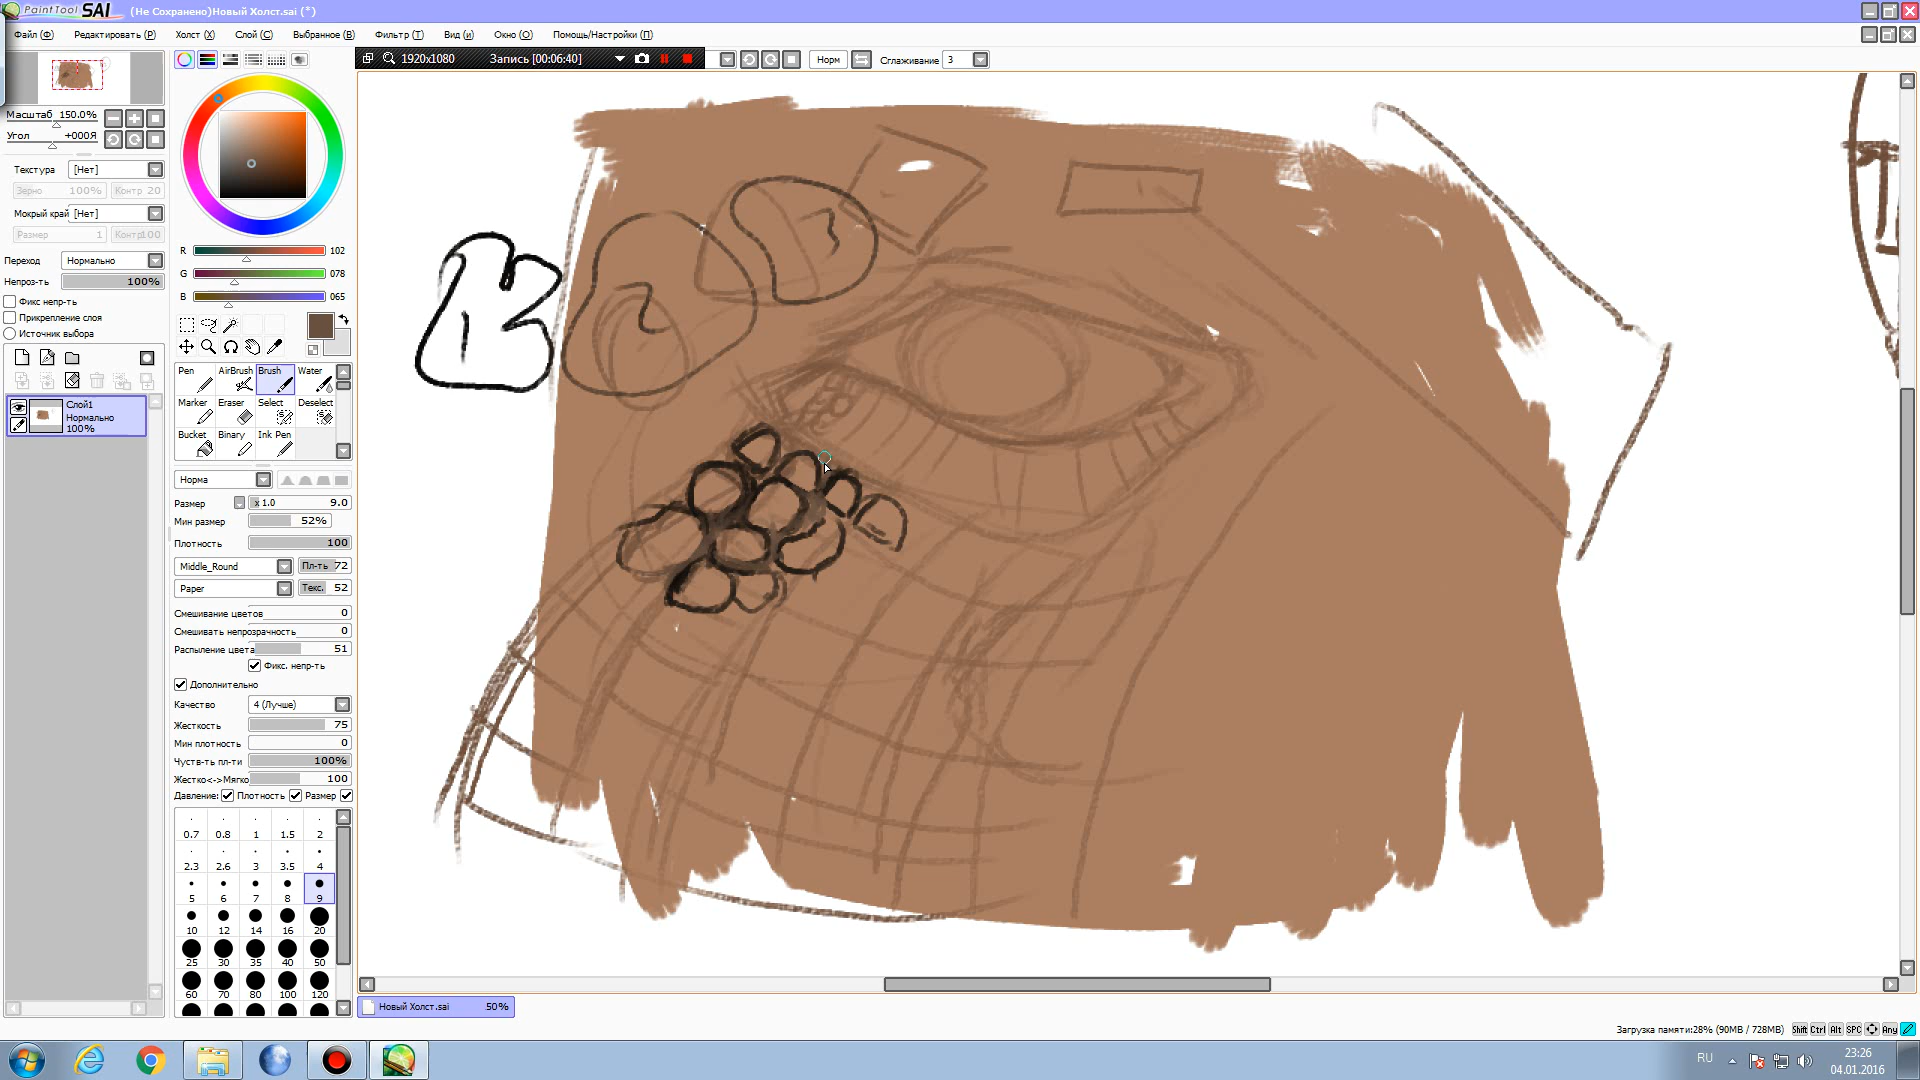 PaintTool SAI (Не Сохранено)Новый Холст.sai (*)
Файл (Ф) Редактировать (Р) Холст (X) Слой (С) Выбранное (В) Фильтр (Т) Вид (и) Окно (О) Помощь/Настройки (П)
1920x1080 Запись [00:06:40] Норм Сглаживание 3
Масштаб 150.0%
Угол +000Я
Текстура [Нет]
Зерно 100% Контр 20
Мокрый край [Нет]
Размер 1 Контр100
Переход Нормально
Непроз-ть 100%
Фикс непр-ть
Прикрепление слоя
Источник выбора
Слой1
Нормально
100%
R 102
G 078
B 065
Pen AirBrush Brush Water
Marker Eraser Select Deselect
Bucket Binary Ink Pen
Норма
Размер x 1.0 9.0
Мин размер 52%
Плотность 100
Middle_Round Пл-ть 72
Paper Текс. 52
Смешивание цветов 0
Смешивать непрозрачность 0
Распыление цвета 51
Фикс. непр-ть
Дополнительно
Качество 4 (Лучше)
Жесткость 75
Мин плотность 0
Чуств-ть пл-ти 100%
Жестко<->Мягко 100
Давление: Плотность Размер
0.7 0.8 1 1.5 2
2.3 2.6 3 3.5 4
5 6 7 8 9
10 12 14 16 20
25 30 35 40 50
60 70 80 100 120
1
2
3
Новый Холст.sai 50%
Загрузка памяти:28% (90MB / 728MB) Shift Ctrl Alt SPC Any
RU 23:26
04.01.2016